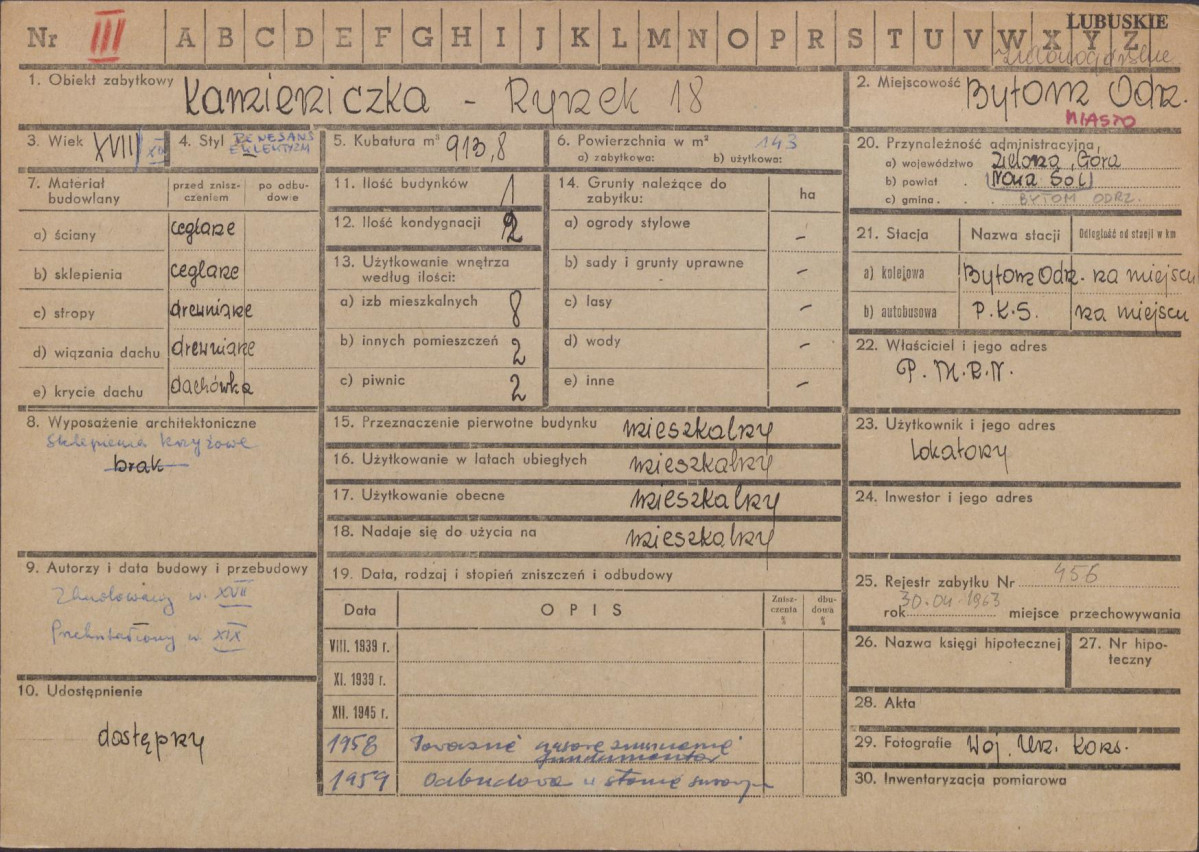 Nr III A B C D E F G H I J K L M N O P R S T U V W X Y Z
LUBUSKIE
zielonogórskie
1. Obiekt zabytkowy Kamieniczka - Rynek 18
2. Miejscowość Bytom Odrz.
MIASTO
3. Wiek XVII XIX
4. Styl RENESANS
EKLEKTYZM
5. Kubatura m³ 913,8
6. Powierzchnia w m² 143
a) zabytkowa: b) użytkowa:
7. Materiał budowlany
przed zniszczeniem
po odbudowie
a) ściany ceglane
b) sklepienia ceglane
c) stropy drewniane
d) wiązania dachu drewniane
e) krycie dachu dachówka
8. Wyposażenie architektoniczne
sklepienia krzyżowe
brak
9. Autorzy i data budowy i przebudowy
Zbudowany w. XVII
Przekształcony w XIX
10. Udostępnienie
dostępny
11. Ilość budynków 1
12. Ilość kondygnacji 2
13. Użytkowanie wnętrza
według ilości:
a) izb mieszkalnych 8
b) innych pomieszczeń 2
c) piwnic 2
14. Grunty należące do
zabytku:
ha
a) ogrody stylowe –
b) sady i grunty uprawne –
c) lasy –
d) wody –
e) inne –
15. Przeznaczenie pierwotne budynku mieszkalny
16. Użytkowanie w latach ubiegłych mieszkalny
17. Użytkowanie obecne mieszkalny
18. Nadaje się do użycia na mieszkalny
19. Data, rodzaj i stopień zniszczeń i odbudowy
Data OPIS Zniszczenia % dbudowa %
VIII. 1939 r.
XI. 1939 r.
XII. 1945 r.
1958
fundamentów
1959 Odbudowa w stanie surowym
20. Przynależność administracyjna
a) województwo Zielona Góra
b) powiat Nowa Sól
c) gmina BYTOM ODRZ.
21. Stacja Nazwa stacji Odległość od stacji w km
a) kolejowa Bytom Odrz. na miejscu
b) autobusowa P.K.S. na miejscu
22. Właściciel i jego adres
P. M.R.N.
23. Użytkownik i jego adres
Lokatorzy
24. Inwestor i jego adres
25. Rejestr zabytku Nr 456
rok 30.04 1963 miejsce przechowywania
26. Nazwa księgi hipotecznej
27. Nr hipoteczny
28. Akta
29. Fotografie Woj. Urz. Kons.
30. Inwentaryzacja pomiarowa